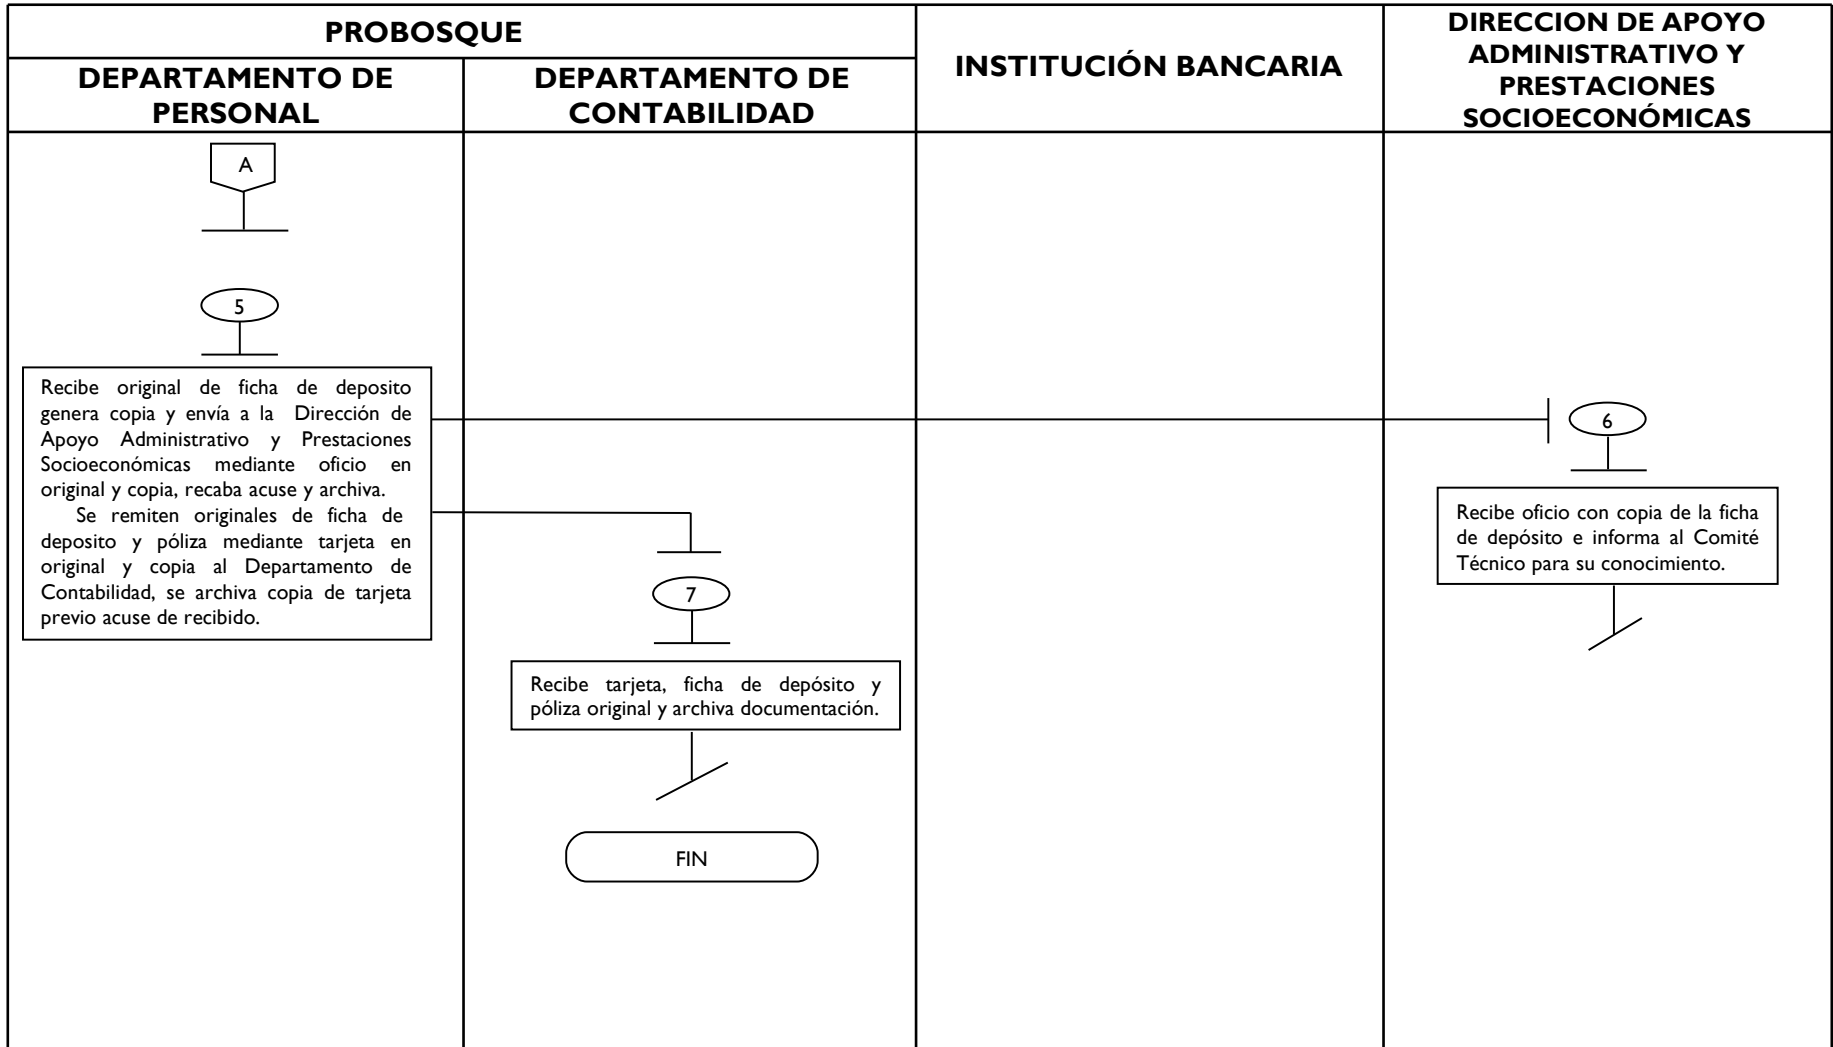 PROBOSQUE
DEPARTAMENTO DE
PERSONAL
DEPARTAMENTO DE
CONTABILIDAD
INSTITUCIÓN BANCARIA
DIRECCION DE APOYO
ADMINISTRATIVO Y
PRESTACIONES
SOCIOECONÓMICAS
A
5
Recibe original de ficha de deposito
genera copia y envía a la Dirección de
Apoyo Administrativo y Prestaciones
Socioeconómicas mediante oficio en
original y copia, recaba acuse y archiva.
Se remiten originales de ficha de
deposito y póliza mediante tarjeta en
original y copia al Departamento de
Contabilidad, se archiva copia de tarjeta
previo acuse de recibido.
6
Recibe oficio con copia de la ficha
de depósito e informa al Comité
Técnico para su conocimiento.
7
Recibe tarjeta, ficha de depósito y
póliza original y archiva documentación.
FIN